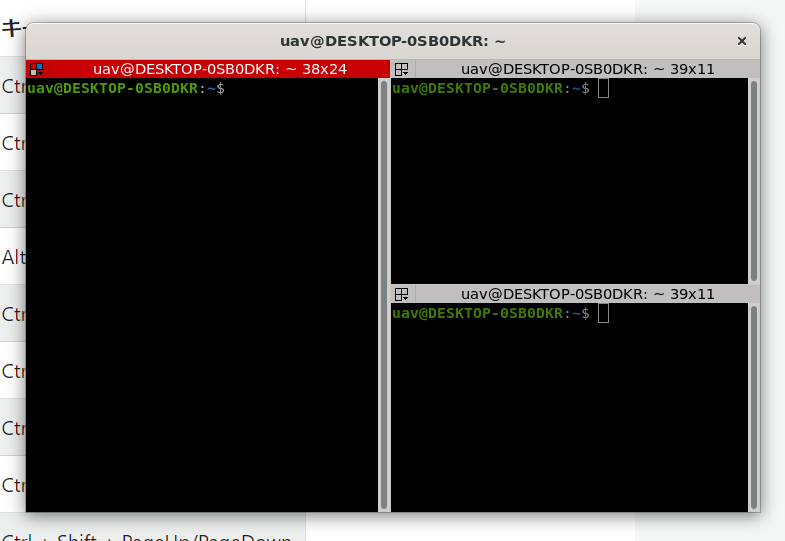 キー
uav@DESKTOP-0SB0DKR: ~
×
uav@DESKTOP-0SB0DKR: ~ 38x24
uav@DESKTOP-0SB0DKR:~$
uav@DESKTOP-0SB0DKR: ~ 39x11
uav@DESKTOP-0SB0DKR:~$
uav@DESKTOP-0SB0DKR: ~ 39x11
uav@DESKTOP-0SB0DKR:~$
Ctr
Ctr
Ctr
Alt
Ctr
Ctr
Ctr
Ctr
Ctrl + Shift + PageUp/PageDown